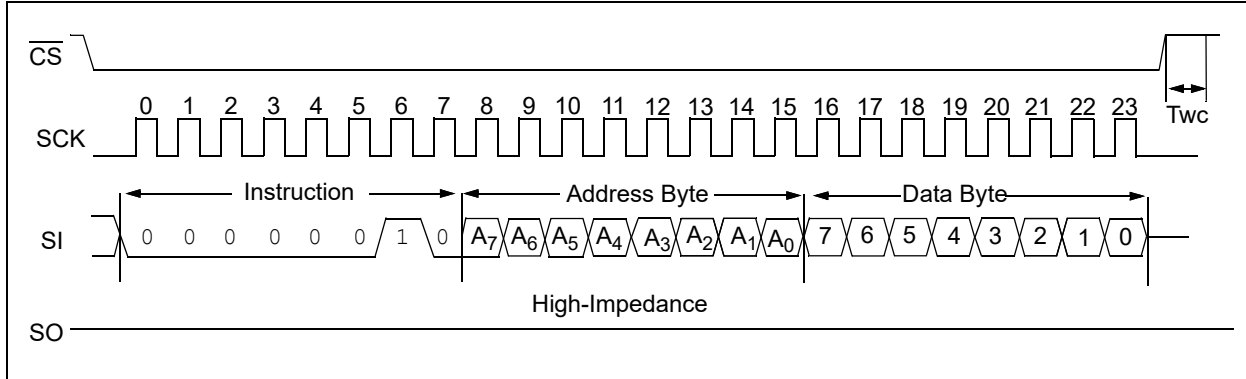 CS
0 1 2 3 4 5 6 7 8 9 10 11 12 13 14 15 16 17 18 19 20 21 22 23
Twc
SCK
Instruction Address Byte Data Byte
SI 0 0 0 0 0 0 1 0 A7 A6 A5 A4 A3 A2 A1 A0 7 6 5 4 3 2 1 0
High-Impedance
SO